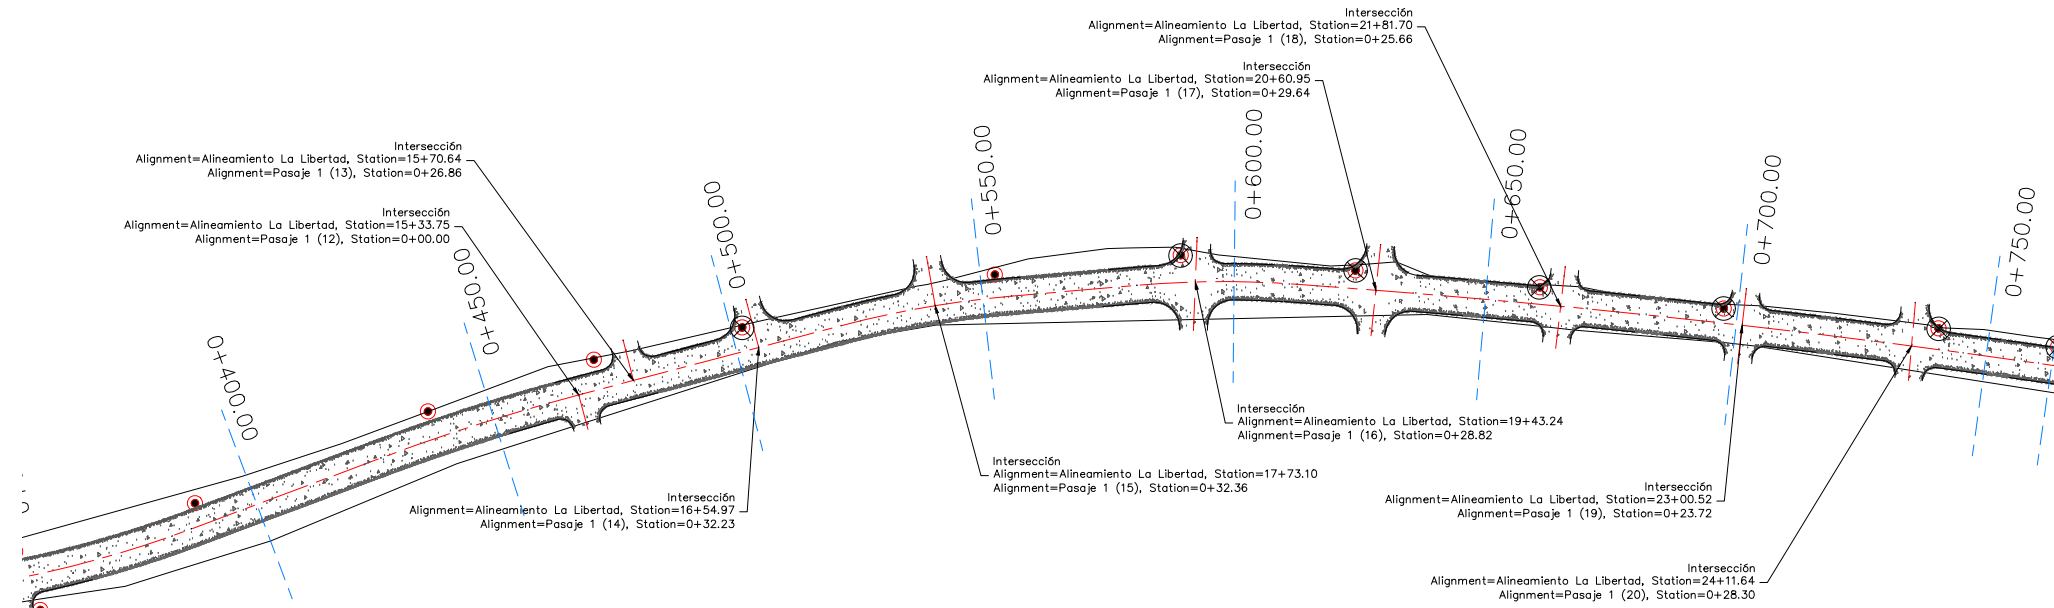 Intersección
Alignment=Alineamiento La Libertad, Station=21+81.70
Alignment=Pasaje 1 (18), Station=0+25.66
Intersección
Alignment=Alineamiento La Libertad, Station=20+60.95
Alignment=Pasaje 1 (17), Station=0+29.64
Intersección
Alignment=Alineamiento La Libertad, Station=15+70.64
Alignment=Pasaje 1 (13), Station=0+26.86
Intersección
Alignment=Alineamiento La Libertad, Station=15+33.75
Alignment=Pasaje 1 (12), Station=0+00.00
0+400.00
0+450.00
0+500.00
0+550.00
0+600.00
0+650.00
0+700.00
0+750.00
Intersección
Alignment=Alineamiento La Libertad, Station=19+43.24
Alignment=Pasaje 1 (16), Station=0+28.82
Intersección
Alignment=Alineamiento La Libertad, Station=17+73.10
Alignment=Pasaje 1 (15), Station=0+32.36
Intersección
Alignment=Alineamiento La Libertad, Station=16+54.97
Alignment=Pasaje 1 (14), Station=0+32.23
Intersección
Alignment=Alineamiento La Libertad, Station=23+00.52
Alignment=Pasaje 1 (19), Station=0+23.72
Intersección
Alignment=Alineamiento La Libertad, Station=24+11.64
Alignment=Pasaje 1 (20), Station=0+28.30